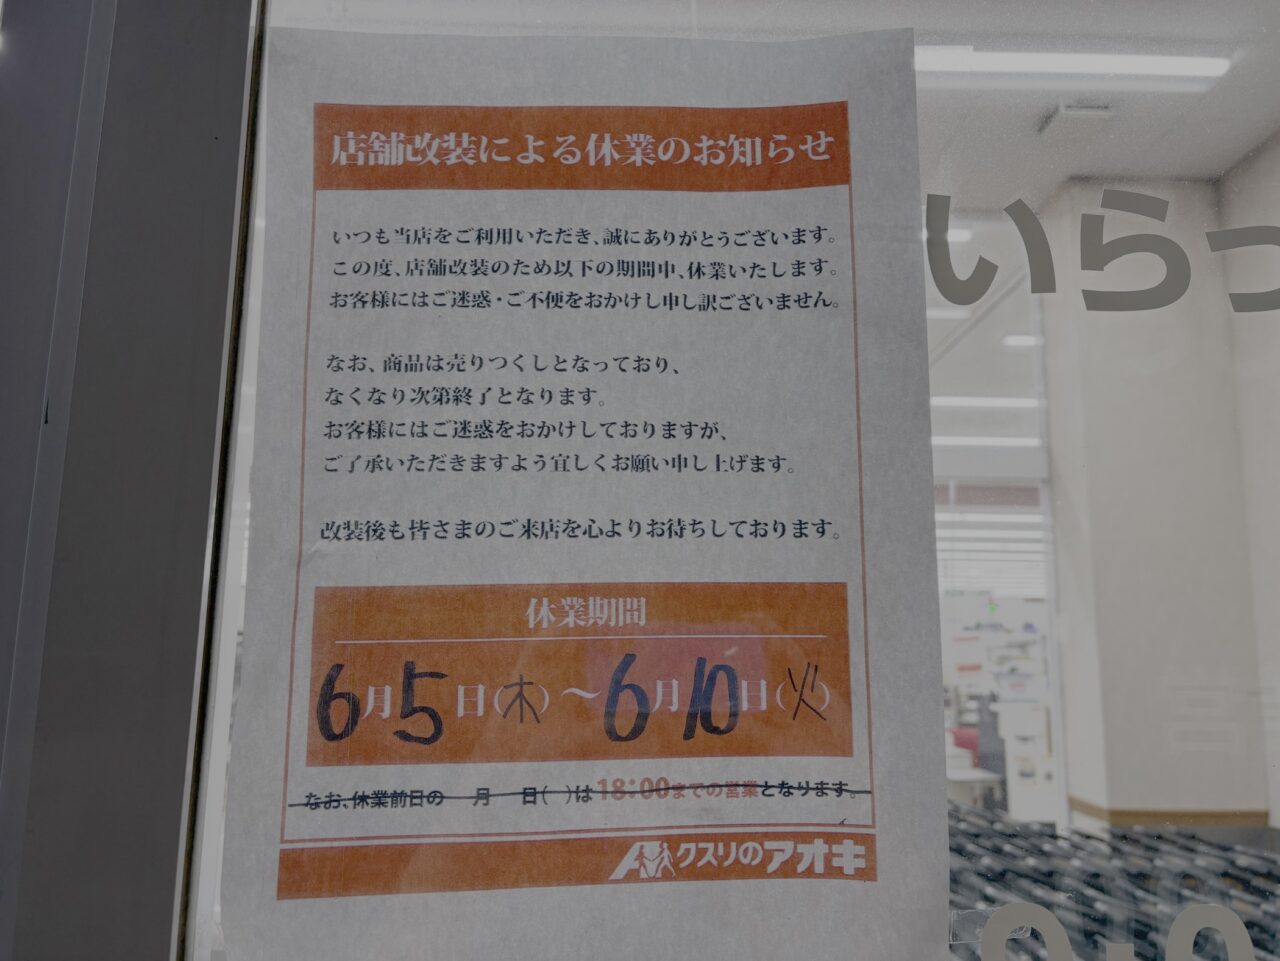 店舗改装による休業のお知らせ
いつも当店をご利用いただき、誠にありがとうございます。
この度、店舗改装のため以下の期間中、休業いたします。
お客様にはご迷惑・ご不便をおかけし申し訳ございません。
なお、商品は売りつくしとなっており、
なくなり次第終了となります。
お客様にはご迷惑をおかけしておりますが、
ご了承いただきますよう宜しくお願い申し上げます。
改装後も皆さまのご来店を心よりお待ちしております。
休業期間
6月5日(木)～6月10日(火)
なお、休業前日の 月 日( )は18:00までの営業となります。
クスリのアオキ
いらっ